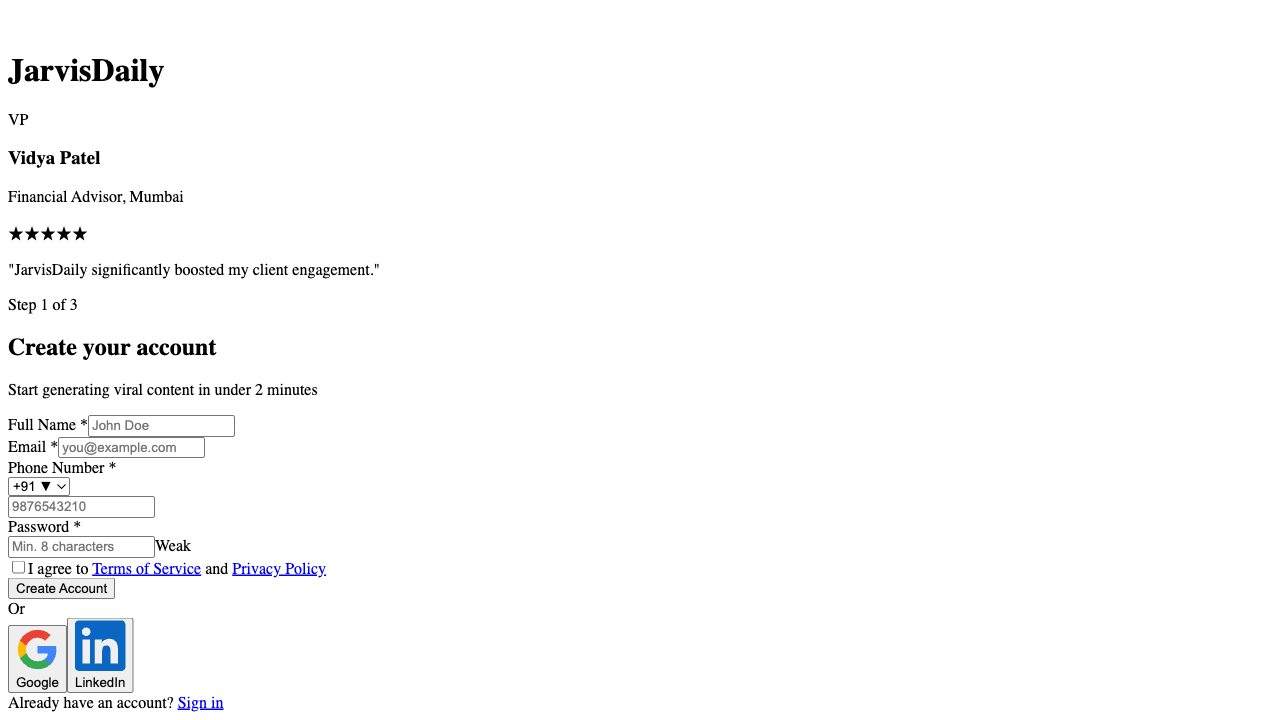 JarvisDaily
VP
Vidya Patel
Financial Advisor, Mumbai
★★★★★
"JarvisDaily significantly boosted my client engagement."
Step 1 of 3
Create your account
Start generating viral content in under 2 minutes
Full Name * John Doe
Email * you@example.com
Phone Number *
+91 ▼
9876543210
Password *
Min. 8 characters Weak
I agree to Terms of Service and Privacy Policy
Create Account
Or
Google LinkedIn
Already have an account? Sign in